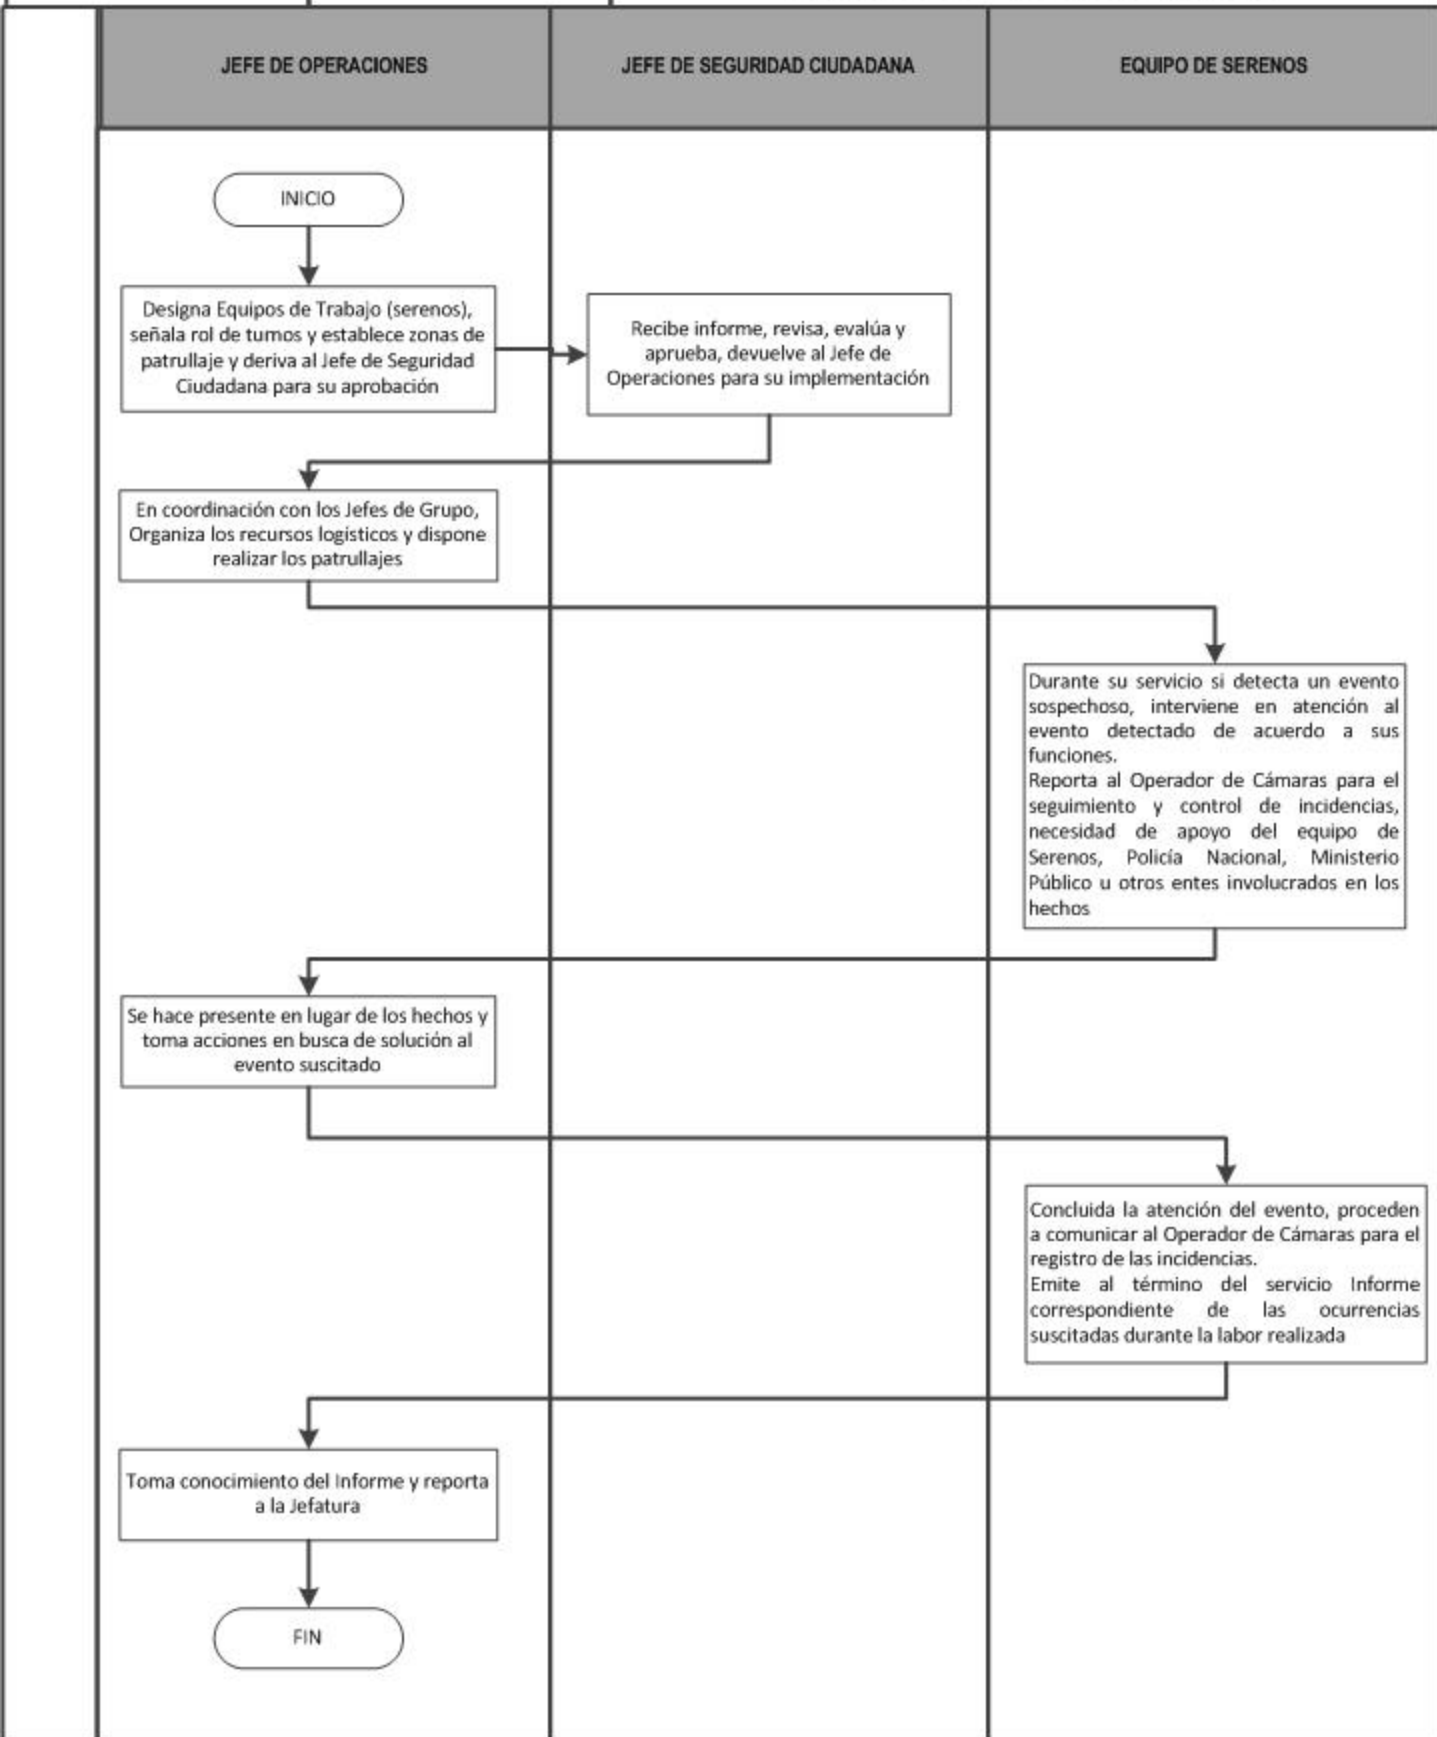 JEFE DE OPERACIONES
JEFE DE SEGURIDAD CIUDADANA
EQUIPO DE SERENOS
INICIO
Designa Equipos de Trabajo (serenos),
señala rol de turnos y establece zonas de
patrullaje y deriva al Jefe de Seguridad
Ciudadana para su aprobación
Recibe informe, revisa, evalúa y
aprueba, devuelve al Jefe de
Operaciones para su implementación
En coordinación con los Jefes de Grupo,
Organiza los recursos logísticos y dispone
realizar los patrullajes
Durante su servicio si detecta un evento
sospechoso, interviene en atención al
evento detectado de acuerdo a sus
funciones.
Reporta al Operador de Cámaras para el
seguimiento y control de incidencias,
necesidad de apoyo del equipo de
Serenos, Policía Nacional, Ministerio
Público u otros entes involucrados en los
hechos
Se hace presente en lugar de los hechos y
toma acciones en busca de solución al
evento suscitado
Concluida la atención del evento, proceden
a comunicar al Operador de Cámaras para el
registro de las incidencias.
Emite al término del servicio Informe
correspondiente de las ocurrencias
suscitadas durante la labor realizada
Toma conocimiento del Informe y reporta
a la Jefatura
FIN